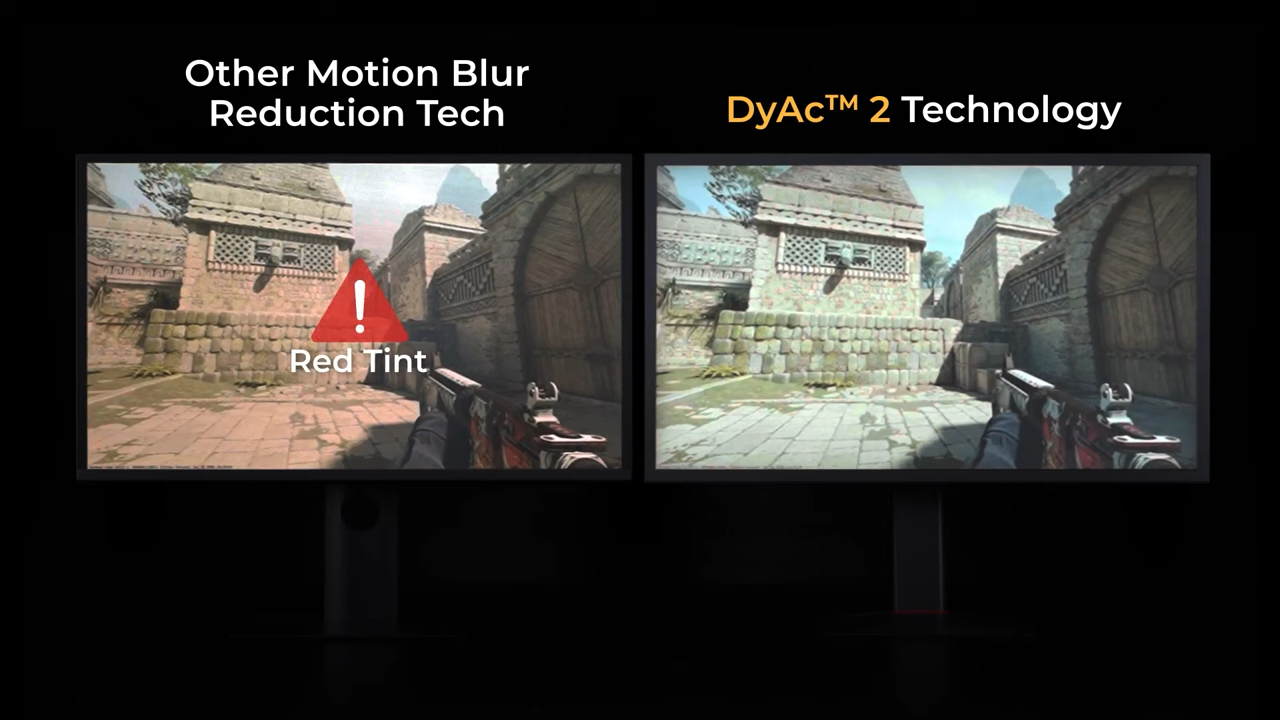 Other Motion Blur
Reduction Tech
DyAc™ 2 Technology
Red Tint